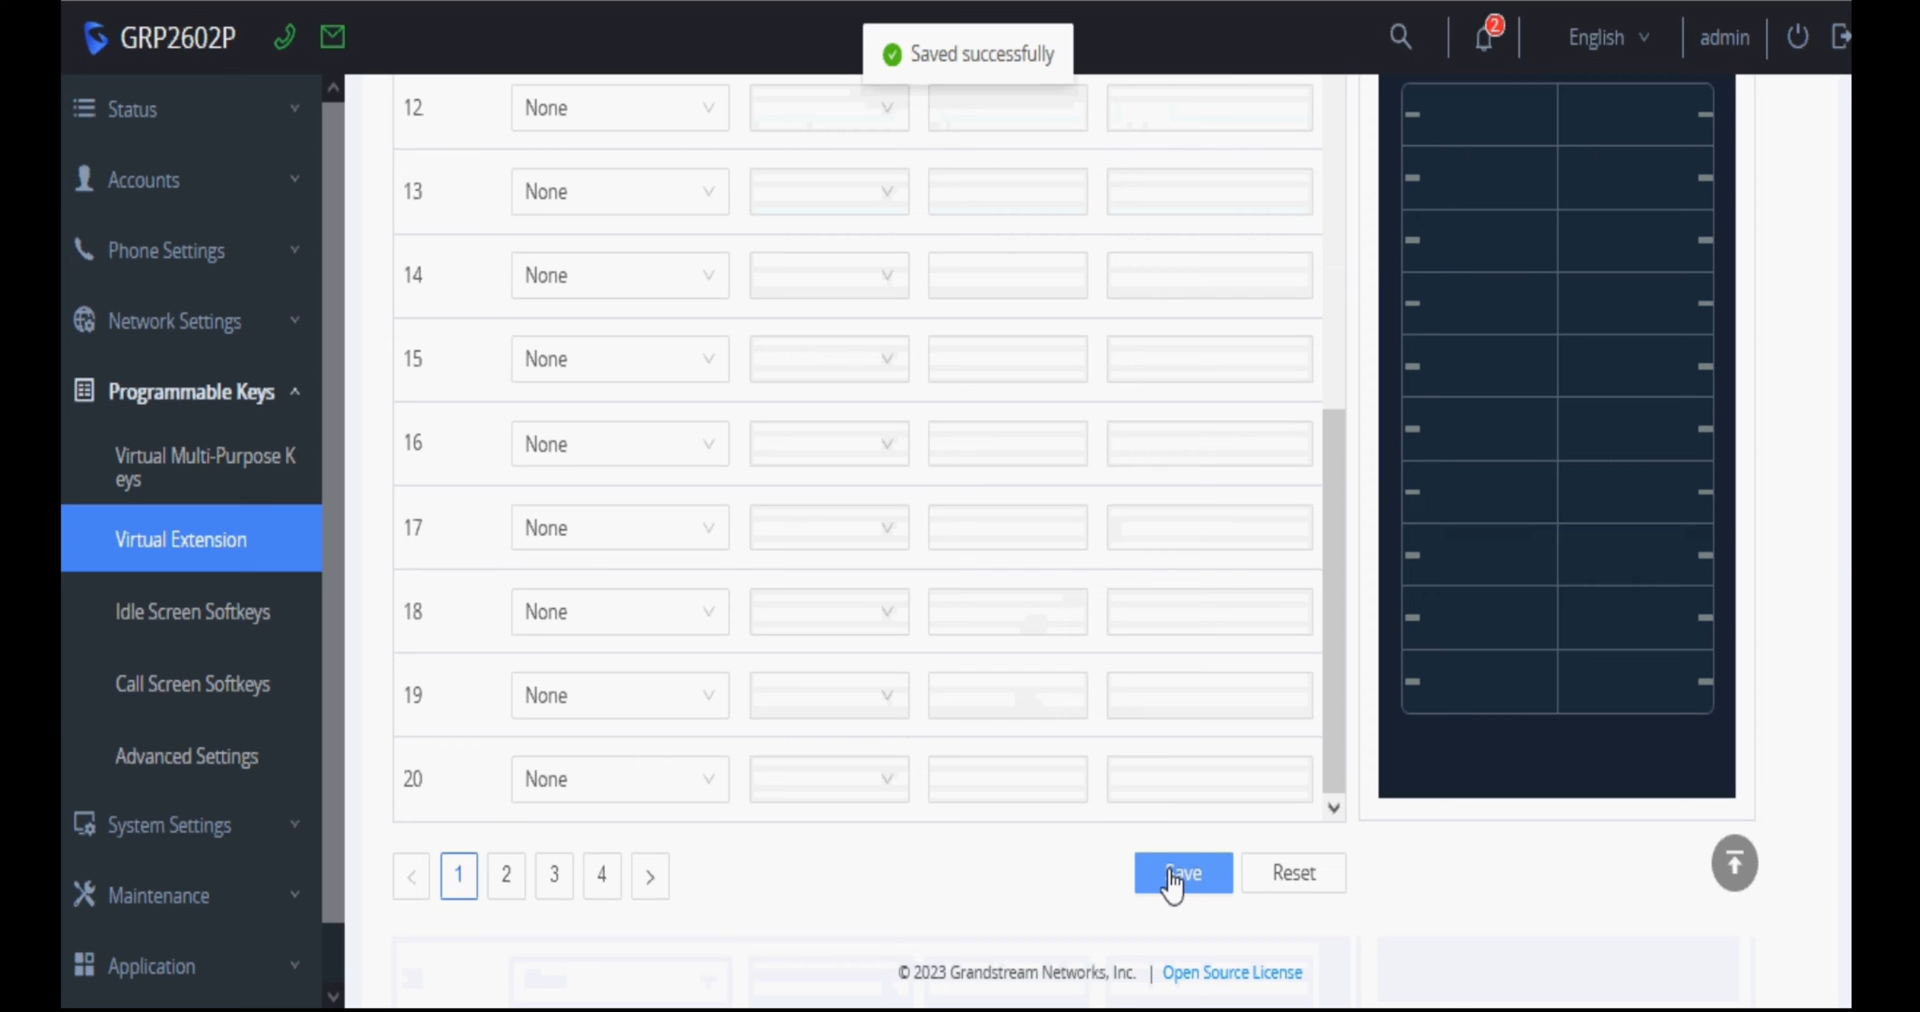 GRP2602P
Saved successfully
2
English
admin
Status
Accounts
Phone Settings
Network Settings
Programmable Keys
Virtual Multi-Purpose K
eys
Virtual Extension
Idle Screen Softkeys
Call Screen Softkeys
Advanced Settings
System Settings
Maintenance
Application
12 None
13 None
14 None
15 None
16 None
17 None
18 None
19 None
20 None
< 1 2 3 4 >
Save Reset
© 2023 Grandstream Networks, Inc. | Open Source License